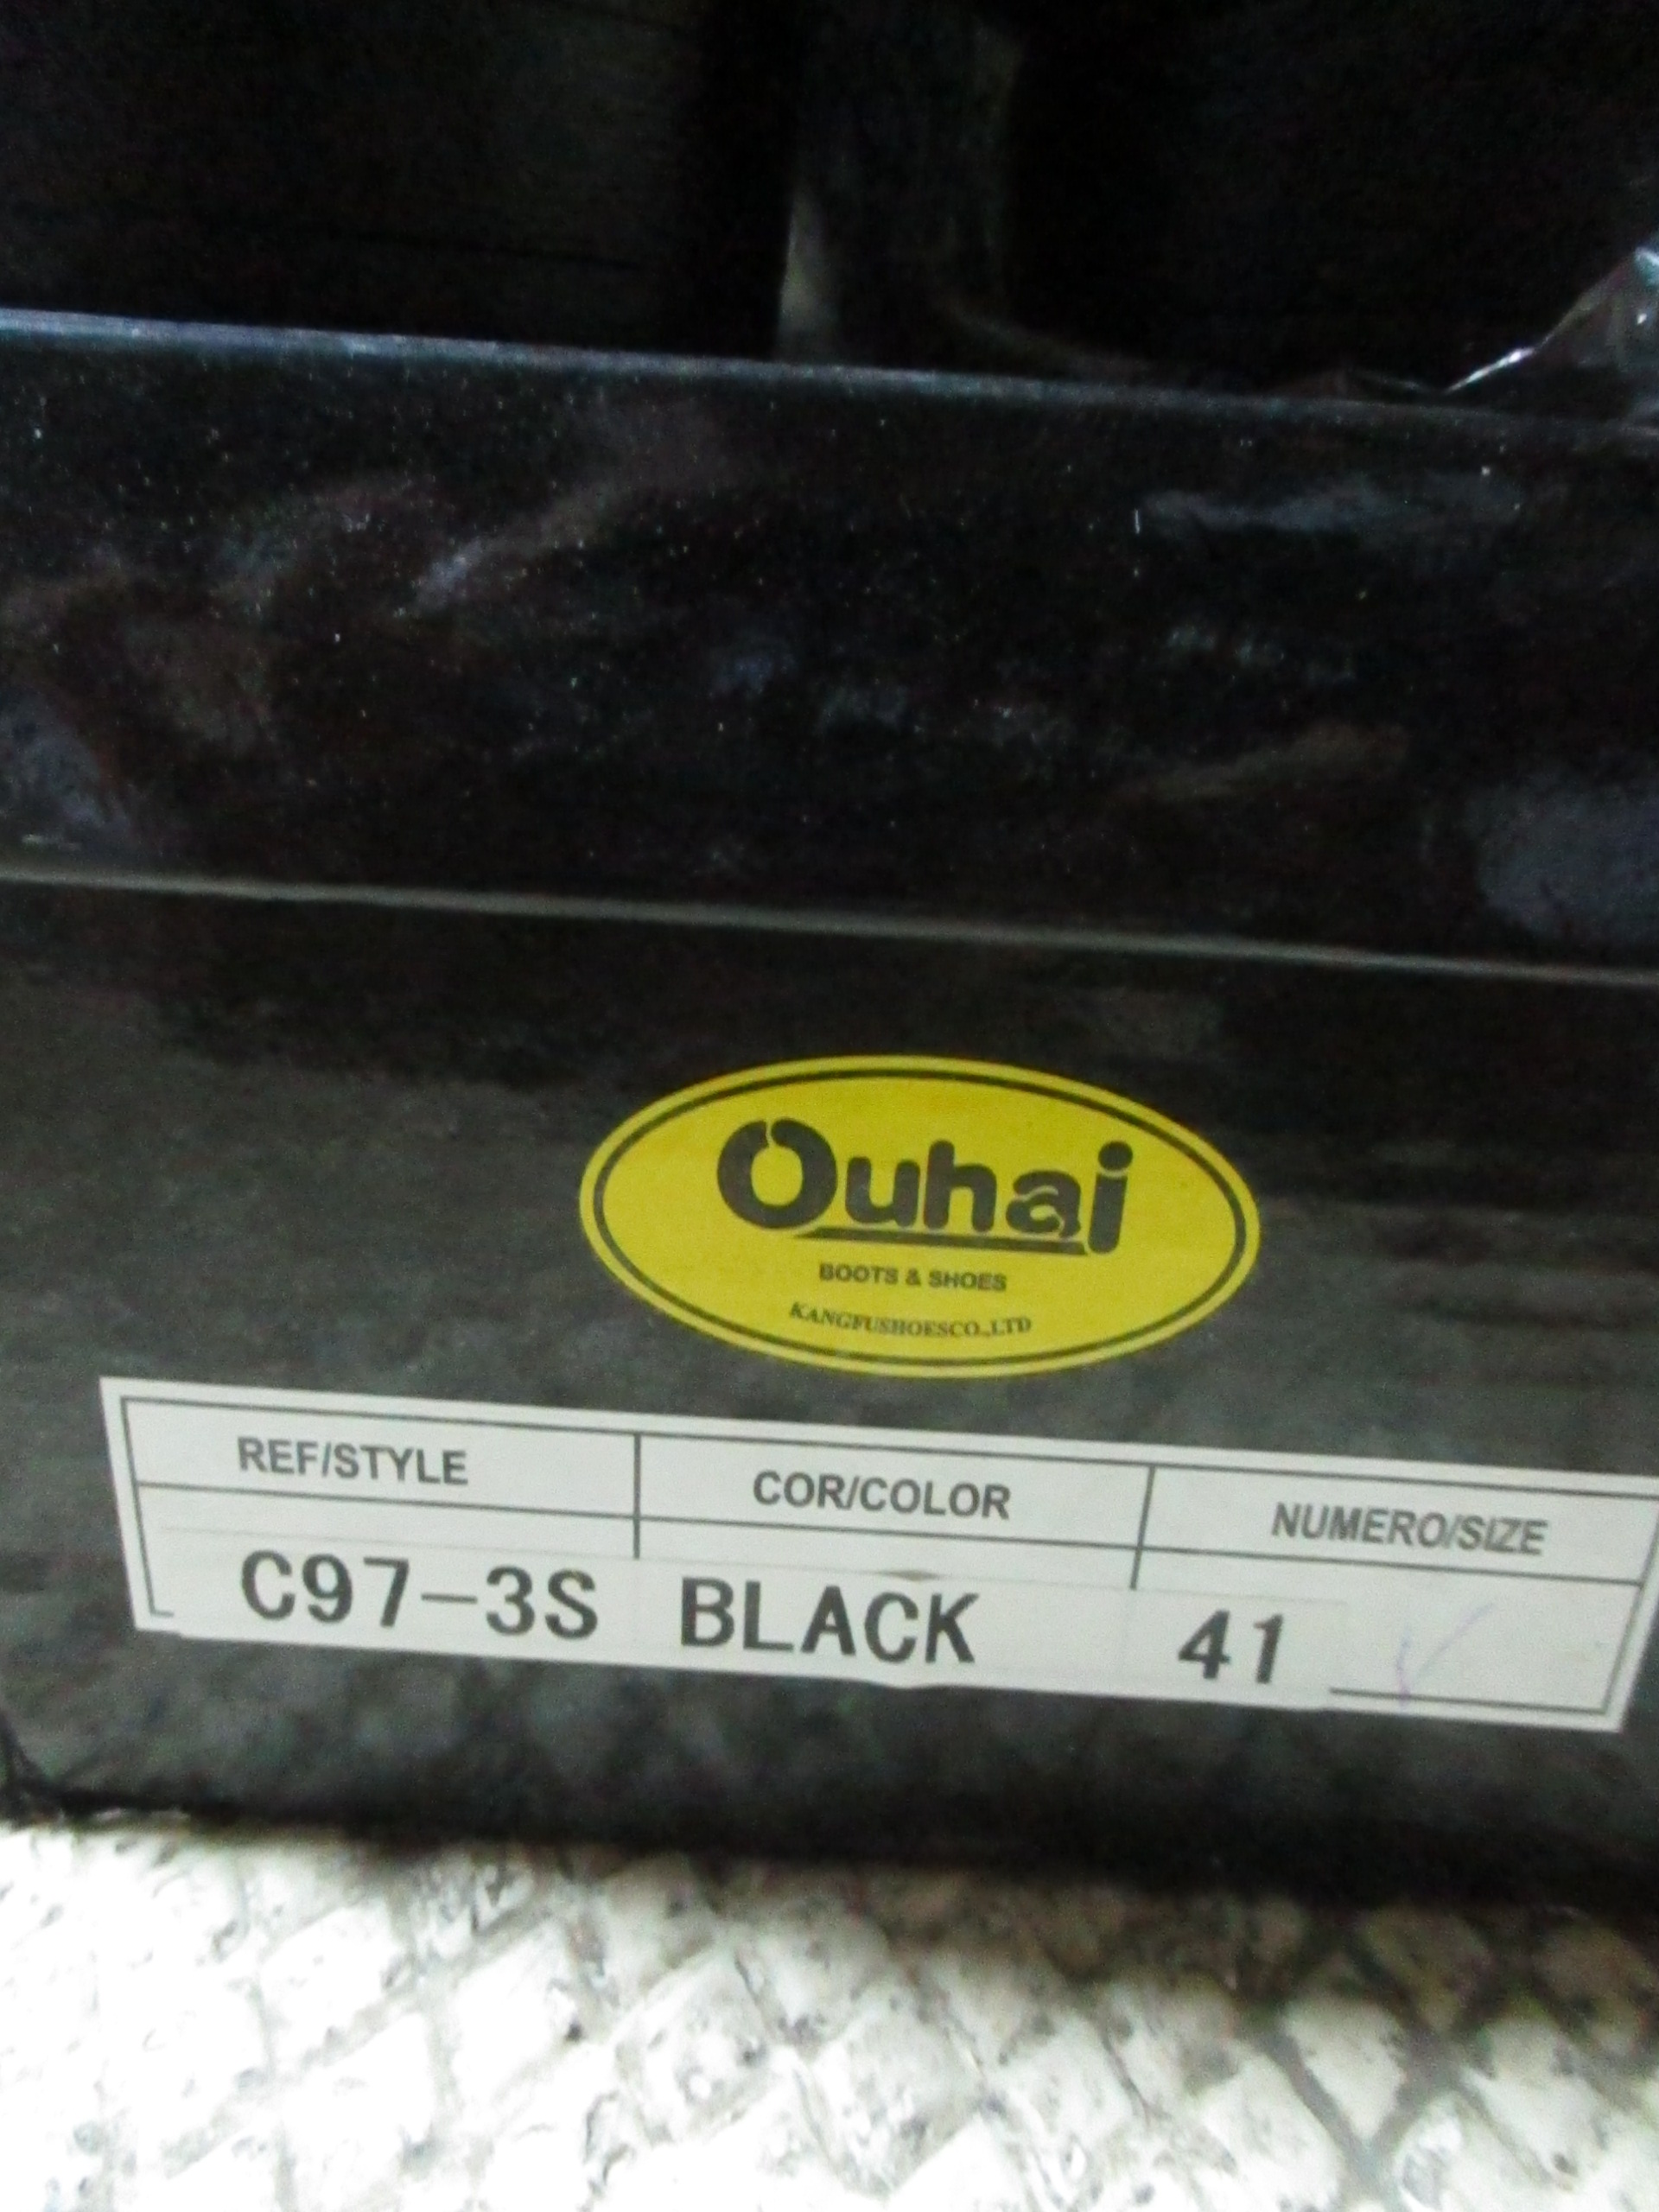 Ouhai
BOOTS & SHOES
KANGFUSHOESCO.,LTD
REF/STYLE COR/COLOR NUMERO/SIZE
C97-3S BLACK 41